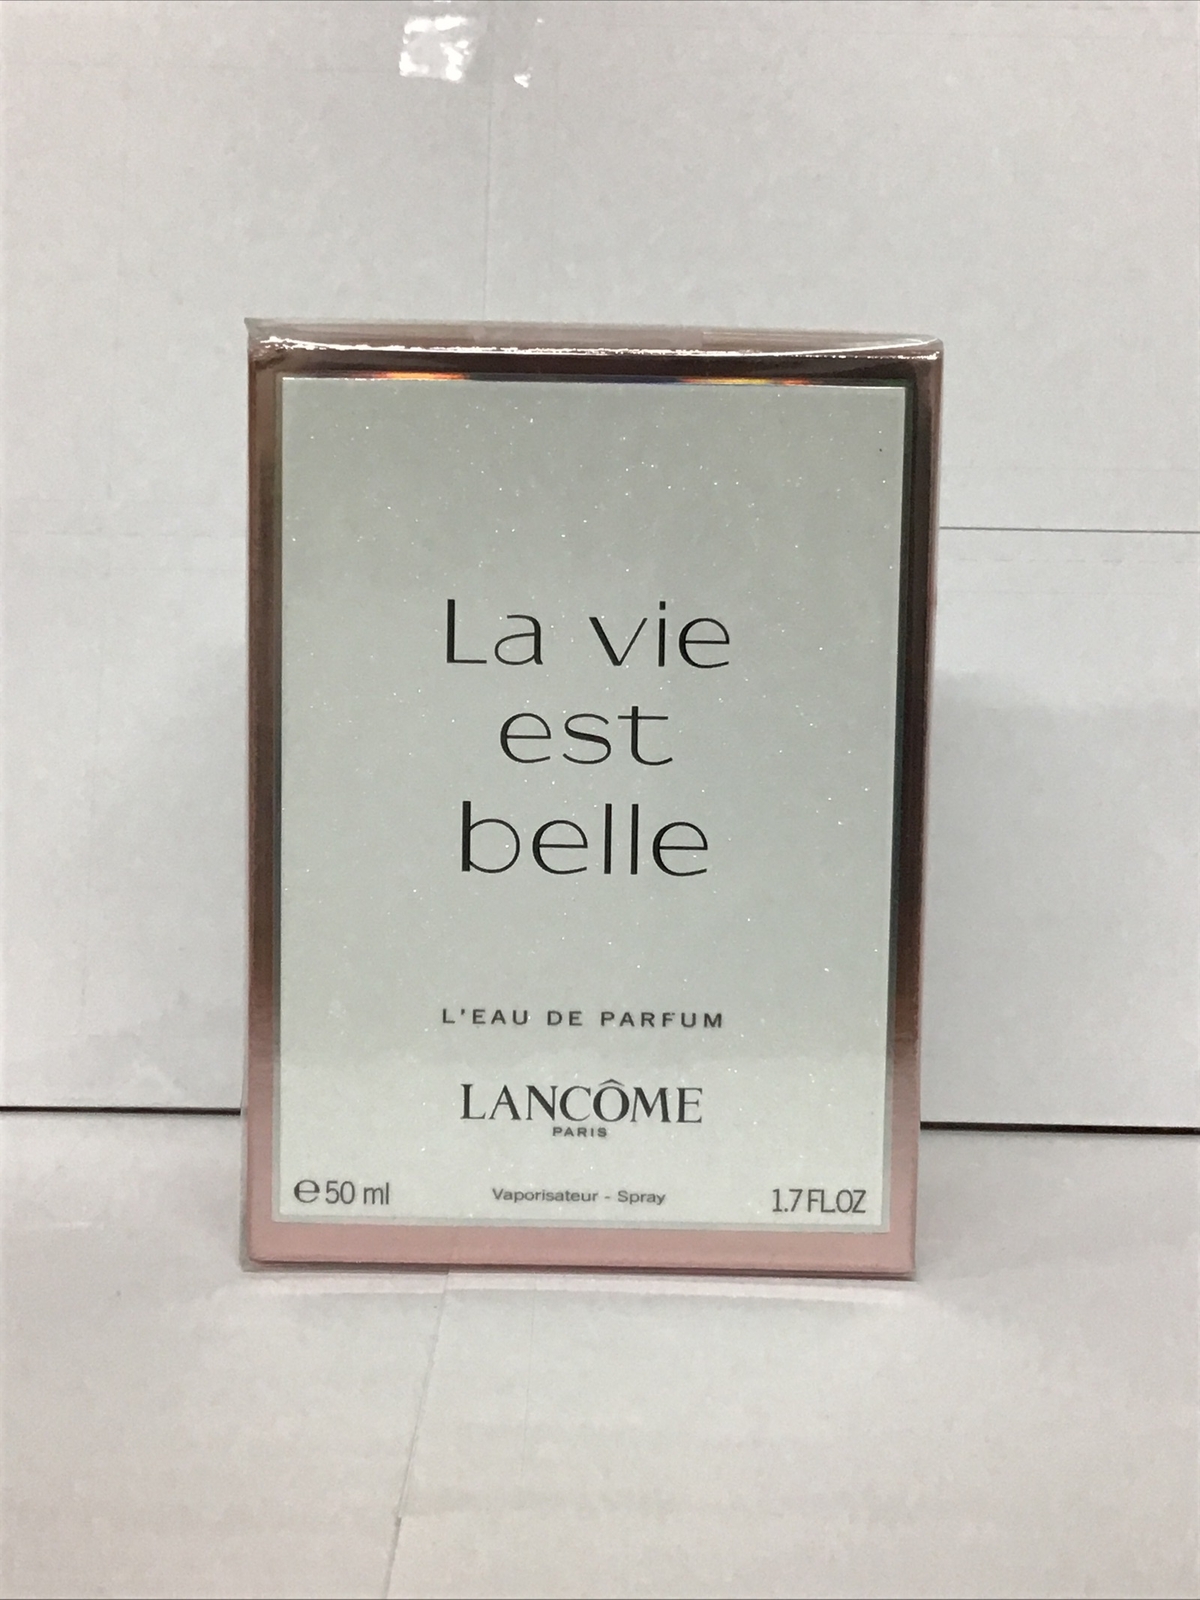 La vie
est
belle
L'EAU DE PARFUM
LANCÔME
PARIS
℮50 ml Vaporisateur - Spray 1.7 FL.OZ